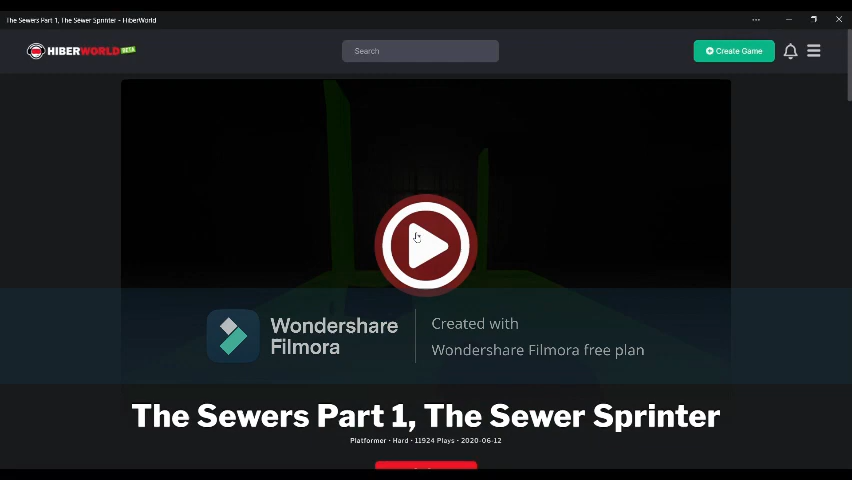 The Sewers Part 1, The Sewer Sprinter - HiberWorld
HIBERWORLD BETA
Search
Create Game
Wondershare
Filmora
Created with
Wondershare Filmora free plan
The Sewers Part 1, The Sewer Sprinter
Platformer · Hard · 11924 Plays · 2020-06-12